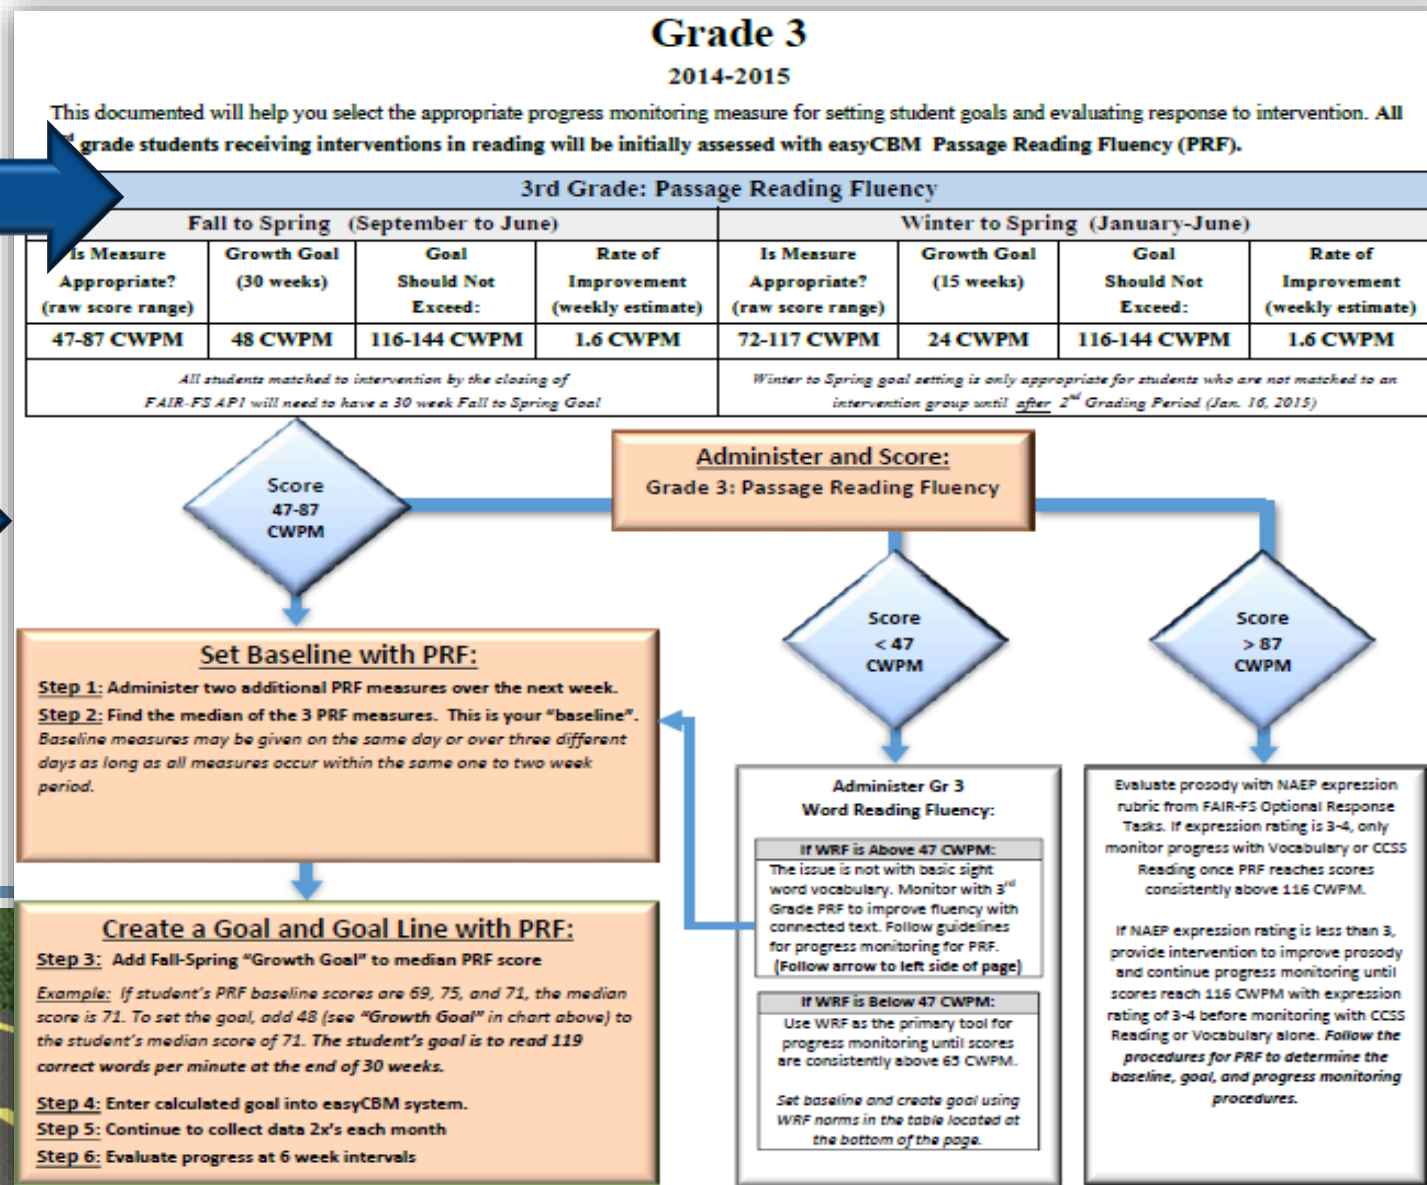 Grade 3
2014-2015
This documented will help you select the appropriate progress monitoring measure for setting student goals and evaluating response to intervention. All
grade students receiving interventions in reading will be initially assessed with easyCBM Passage Reading Fluency (PRF).
3rd Grade: Passage Reading Fluency
Fall to Spring (September to June)
Winter to Spring (January-June)
Is Measure
Appropriate?
(raw score range)
Growth Goal
(30 weeks)
Goal
Should Not
Exceed:
Rate of
Improvement
(weekly estimate)
Is Measure
Appropriate?
(raw score range)
Growth Goal
(15 weeks)
Goal
Should Not
Exceed:
Rate of
Improvement
(weekly estimate)
47-87 CWPM
48 CWPM
116-144 CWPM
1.6 CWPM
72-117 CWPM
24 CWPM
116-144 CWPM
1.6 CWPM
All students matched to intervention by the closing of
FAIR-FS AP1 will need to have a 30 week Fall to Spring Goal
Winter to Spring goal setting is only appropriate for students who are not matched to an
intervention group until after 2nd Grading Period (Jan. 16, 2015)
Administer and Score:
Grade 3: Passage Reading Fluency
Score
47-87
CWPM
Score
< 47
CWPM
Score
> 87
CWPM
Set Baseline with PRF:
Step 1: Administer two additional PRF measures over the next week.
Step 2: Find the median of the 3 PRF measures. This is your "baseline".
Baseline measures may be given on the same day or over three different
days as long as all measures occur within the same one to two week
period.
Create a Goal and Goal Line with PRF:
Step 3: Add Fall-Spring "Growth Goal" to median PRF score
Example: If student's PRF baseline scores are 69, 75, and 71, the median
score is 71. To set the goal, add 48 (see "Growth Goal" in chart above) to
the student's median score of 71. The student's goal is to read 119
correct words per minute at the end of 30 weeks.
Step 4: Enter calculated goal into easyCBM system.
Step 5: Continue to collect data 2x's each month
Step 6: Evaluate progress at 6 week intervals
Administer Gr 3
Word Reading Fluency:
If WRF is Above 47 CWPM:
The issue is not with basic sight
word vocabulary. Monitor with 3rd
Grade PRF to improve fluency with
connected text. Follow guidelines
for progress monitoring for PRF.
(Follow arrow to left side of page)
If WRF is Below 47 CWPM:
Use WRF as the primary tool for
progress monitoring until scores
are consistently above 65 CWPM.
Set baseline and create goal using
WRF norms in the table located at
the bottom of the page.
Evaluate prosody with NAEP expression
rubric from FAIR-FS Optional Response
Tasks. If expression rating is 3-4, only
monitor progress with Vocabulary or CCSS
Reading once PRF reaches scores
consistently above 116 CWPM.
If NAEP expression rating is less than 3,
provide intervention to improve prosody
and continue progress monitoring until
scores reach 116 CWPM with expression
rating of 3-4 before monitoring with CCSS
Reading or Vocabulary alone. Follow the
procedures for PRF to determine the
baseline, goal, and progress monitoring
procedures.